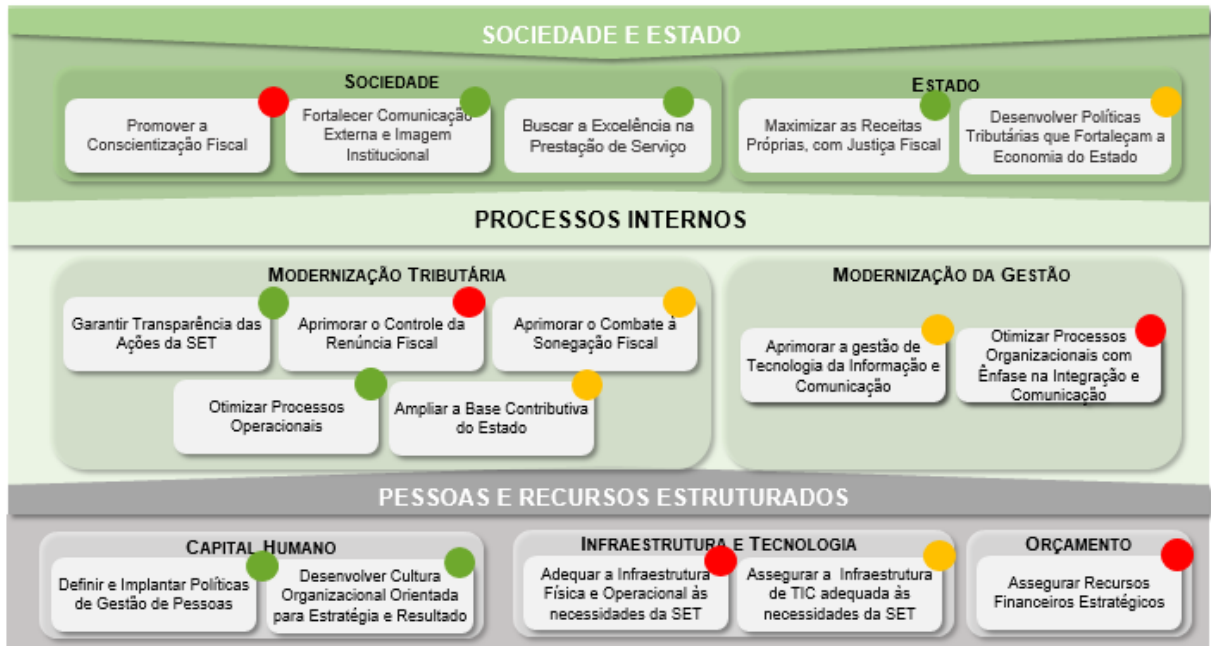 SOCIEDADE E ESTADO
SOCIEDADE
Promover a
Conscientização Fiscal
Fortalecer Comunicação
Externa e Imagem
Institucional
Buscar a Excelência na
Prestação de Serviço
ESTADO
Maximizar as Receitas
Próprias, com Justiça Fiscal
Desenvolver Políticas
Tributárias que Fortaleçam a
Economia do Estado
PROCESSOS INTERNOS
MODERNIZAÇÃO TRIBUTÁRIA
Garantir Transparência das
Ações da SET
Aprimorar o Controle da
Renúncia Fiscal
Aprimorar o Combate à
Sonegação Fiscal
Otimizar Processos
Operacionais
Ampliar a Base Contributiva
do Estado
MODERNIZAÇÃO DA GESTÃO
Aprimorar a gestão de
Tecnologia da Informação e
Comunicação
Otimizar Processos
Organizacionais com
Ênfase na Integração e
Comunicação
PESSOAS E RECURSOS ESTRUTURADOS
CAPITAL HUMANO
Definir e Implantar Políticas
de Gestão de Pessoas
Desenvolver Cultura
Organizacional Orientada
para Estratégia e Resultado
INFRAESTRUTURA E TECNOLOGIA
Adequar a Infraestrutura
Física e Operacional às
necessidades da SET
Assegurar a Infraestrutura
de TIC adequada às
necessidades da SET
ORÇAMENTO
Assegurar Recursos
Financeiros Estratégicos